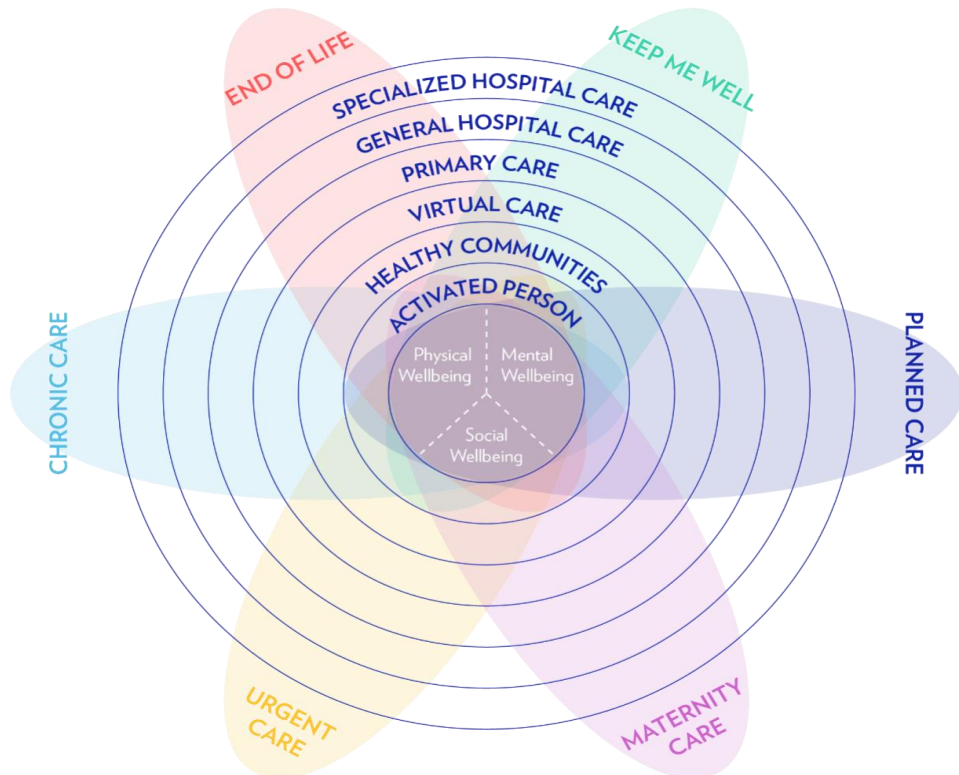 END OF LIFE
KEEP ME WELL
SPECIALIZED HOSPITAL CARE
GENERAL HOSPITAL CARE
PRIMARY CARE
VIRTUAL CARE
HEALTHY COMMUNITIES
ACTIVATED PERSON
CHRONIC CARE
Physical
Wellbeing
Mental
Wellbeing
Social
Wellbeing
PLANNED CARE
URGENT
CARE
MATERNITY
CARE